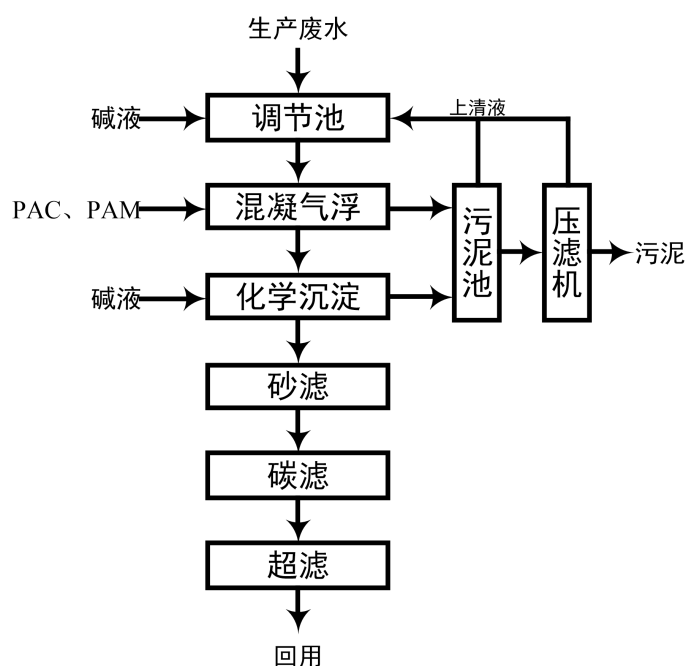 生产废水
碱液
调节池
上清液
PAC、PAM
混凝气浮
污泥池
压滤机
污泥
碱液
化学沉淀
砂滤
碳滤
超滤
回用